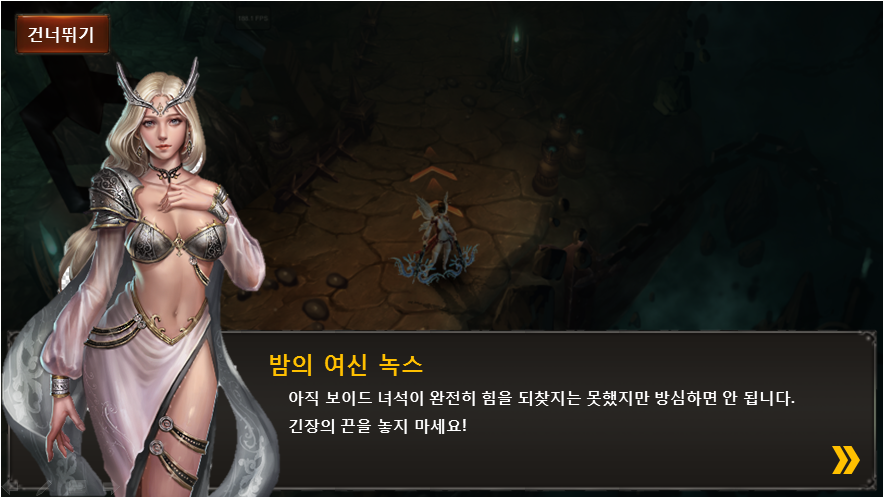 건너뛰기
밤의 여신 녹스
아직 보이드 녀석이 완전히 힘을 되찾지는 못했지만 방심하면 안 됩니다.
긴장의 끈을 놓지 마세요!